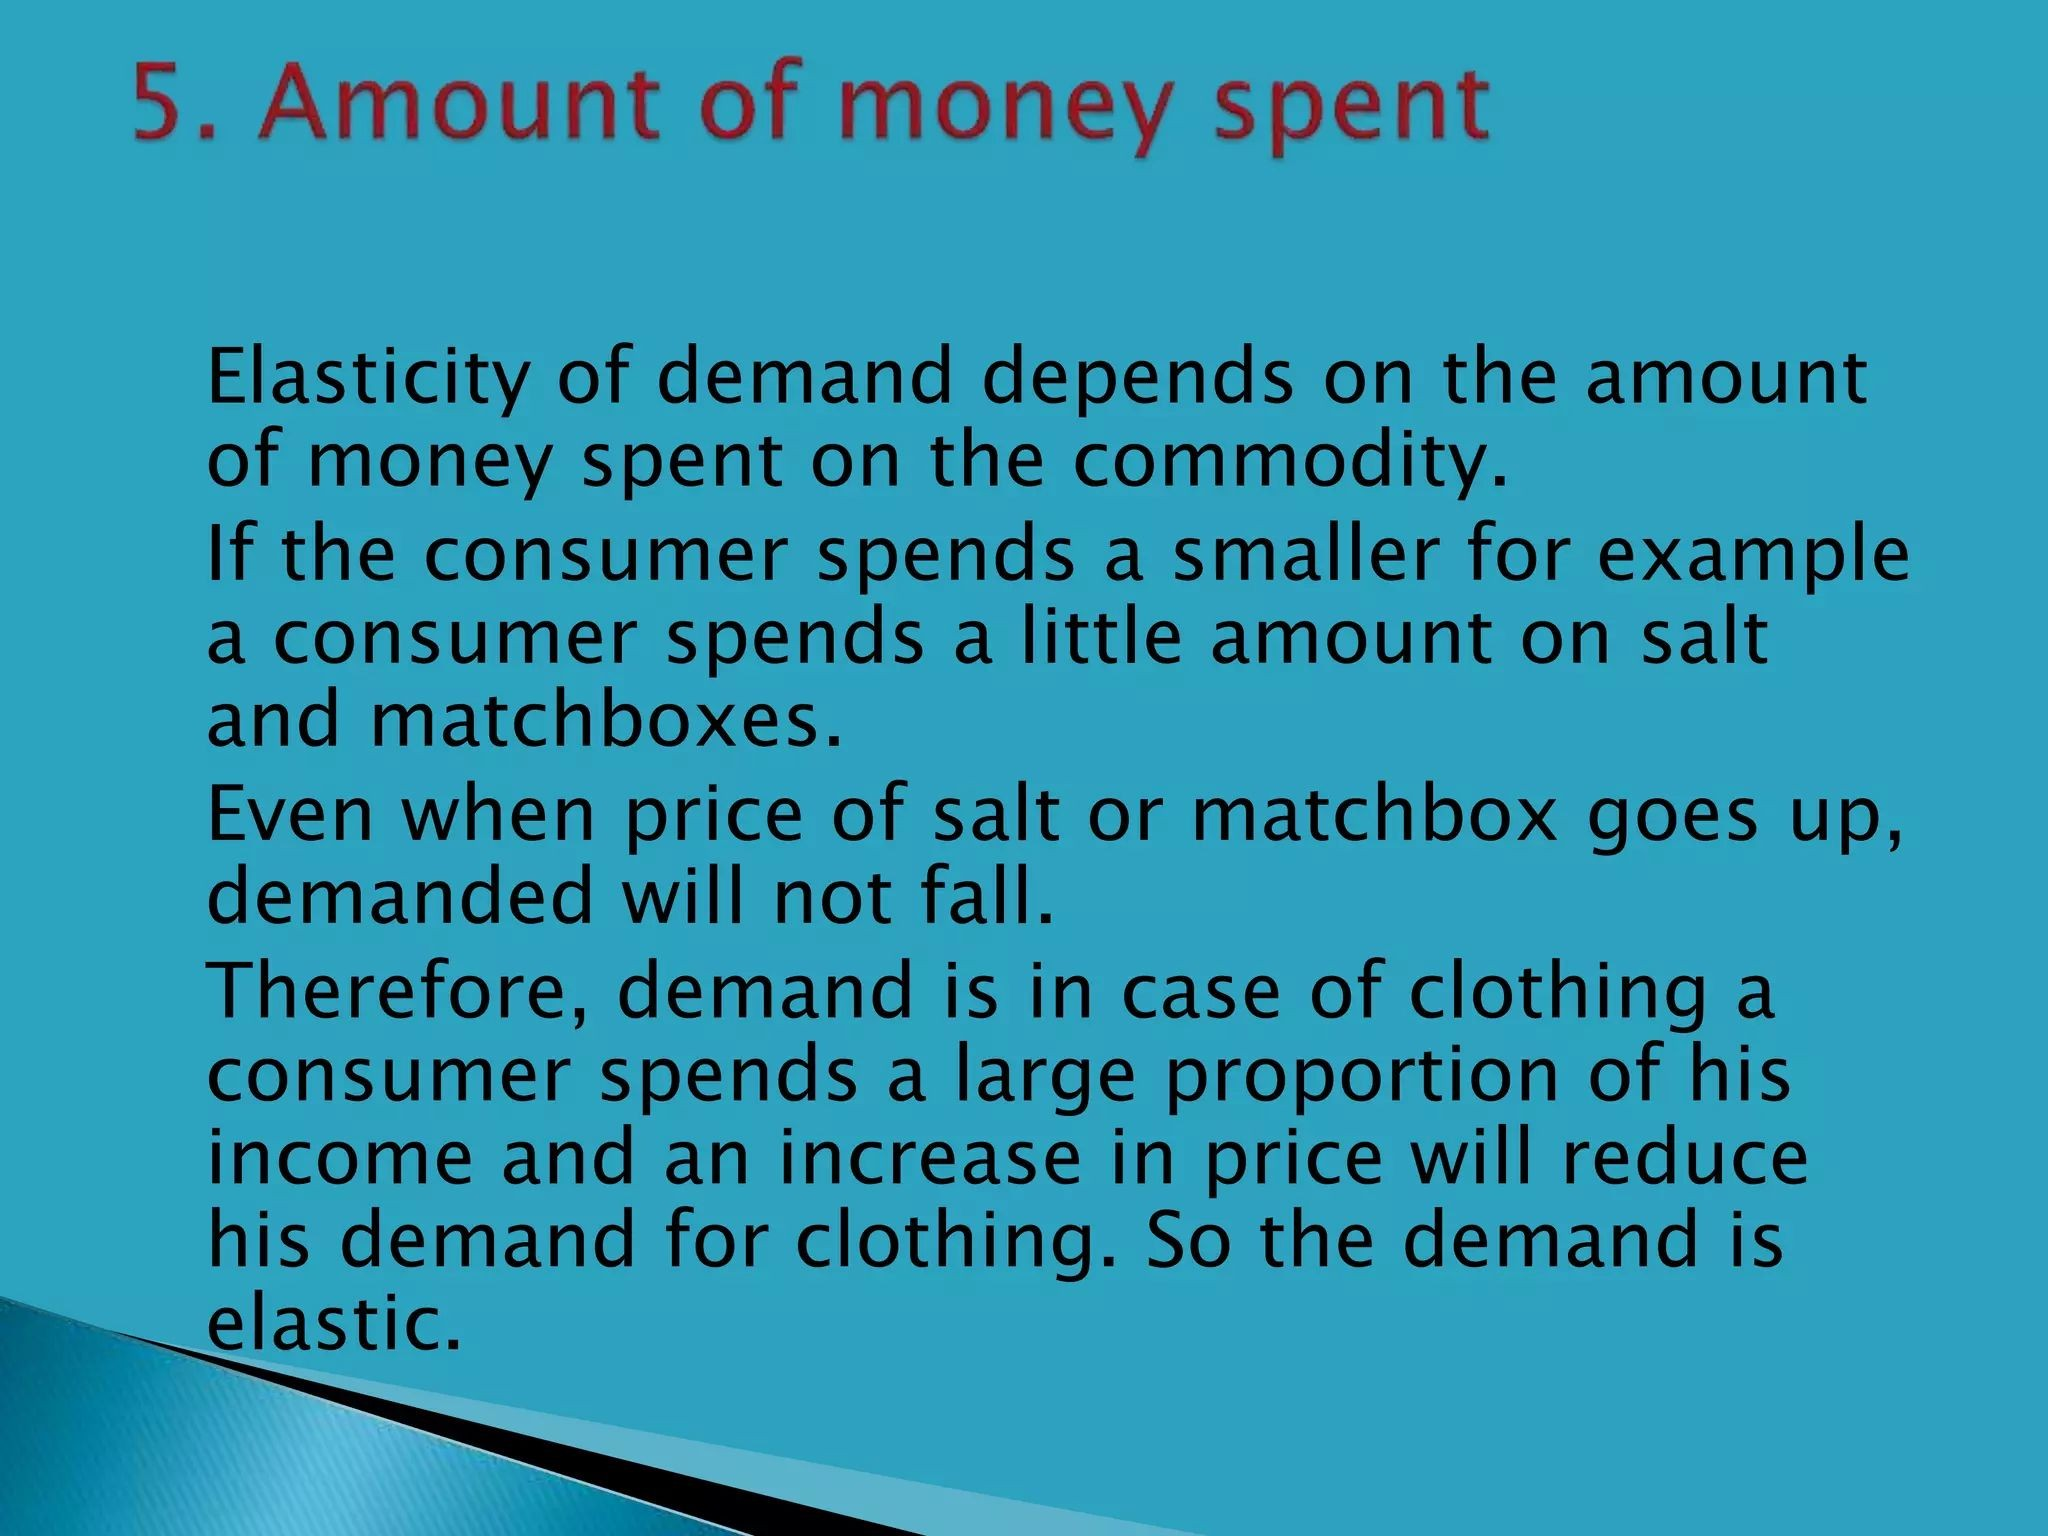 5. Amount of money spent
Elasticity of demand depends on the amount
of money spent on the commodity.
If the consumer spends a smaller for example
a consumer spends a little amount on salt
and matchboxes.
Even when price of salt or matchbox goes up,
demanded will not fall.
Therefore, demand is in case of clothing a
consumer spends a large proportion of his
income and an increase in price will reduce
his demand for clothing. So the demand is
elastic.